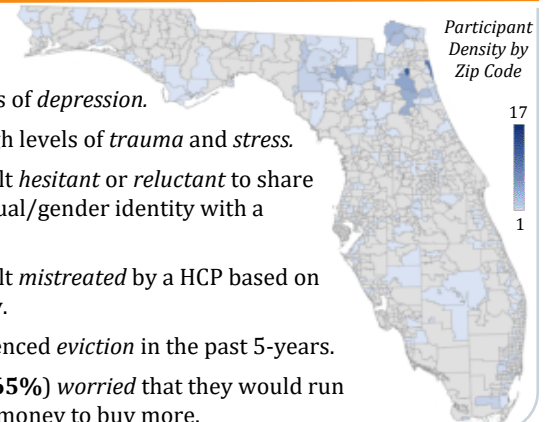 Participant
Density by
Zip Code
17
1
s of depression.
h levels of trauma and stress.
lt hesitant or reluctant to share
ual/gender identity with a
lt mistreated by a HCP based on
y.
enced eviction in the past 5-years.
65%) worried that they would run
money to buy more.